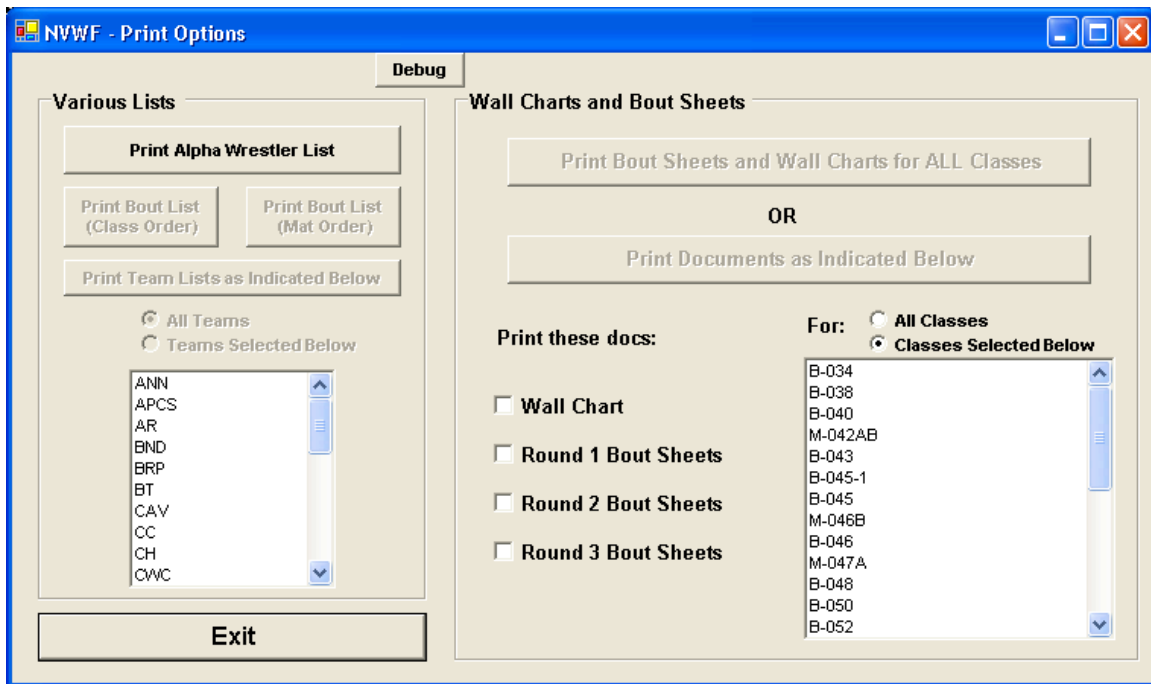 NVWF - Print Options
Debug
Various Lists
Print Alpha Wrestler List
Print Bout List
(Class Order)
Print Bout List
(Mat Order)
Print Team Lists as Indicated Below
All Teams
Teams Selected Below
ANN
APCS
AR
BND
BRP
BT
CAV
CC
CH
CWC
Exit
Wall Charts and Bout Sheets
Print Bout Sheets and Wall Charts for ALL Classes
OR
Print Documents as Indicated Below
Print these docs:
Wall Chart
Round 1 Bout Sheets
Round 2 Bout Sheets
Round 3 Bout Sheets
For:
All Classes
Classes Selected Below
B-034
B-038
B-040
M-042AB
B-043
B-045-1
B-045
M-046B
B-046
M-047A
B-048
B-050
B-052